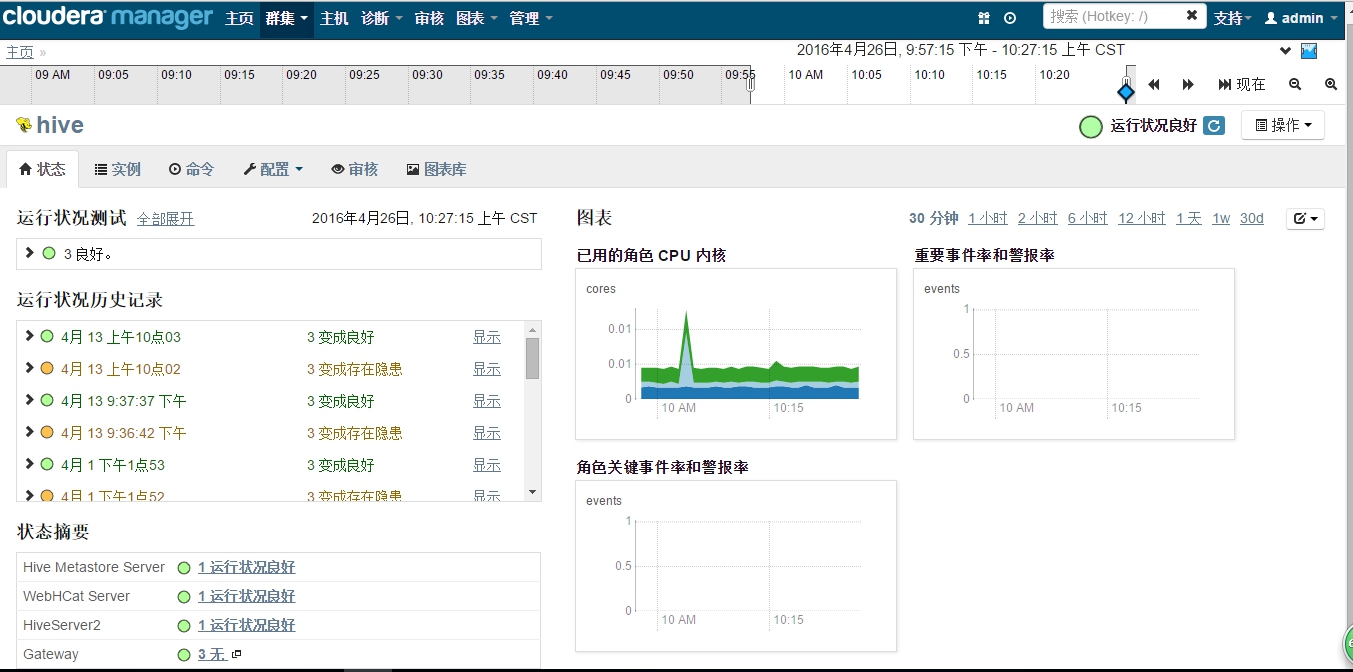 cloudera manager 主页 群集 主机 诊断 审核 图表 管理 搜索 (Hotkey: /) 支持 admin
主页 » 2016年4月26日, 9:57:15 下午 - 10:27:15 上午 CST
09 AM 09:05 09:10 09:15 09:20 09:25 09:30 09:35 09:40 09:45 09:50 09:55 10 AM 10:05 10:10 10:15 10:20 现在
hive 运行状况良好 操作
状态 实例 命令 配置 审核 图表库
运行状况测试 全部展开 2016年4月26日, 10:27:15 上午 CST
3 良好。
运行状况历史记录
4月 13 上午10点03 3 变成良好 显示
4月 13 上午10点02 3 变成存在隐患 显示
4月 13 9:37:37 下午 3 变成良好 显示
4月 13 9:36:42 下午 3 变成存在隐患 显示
4月 1 下午1点53 3 变成良好 显示
4月 1 下午1点52 3 变成存在隐患 显示
状态摘要
Hive Metastore Server 1 运行状况良好
WebHCat Server 1 运行状况良好
HiveServer2 1 运行状况良好
Gateway 3 无
图表 30 分钟 1 小时 2 小时 6 小时 12 小时 1 天 1w 30d
已用的角色 CPU 内核
cores
0.01
0.01
0
10 AM 10:15
重要事件率和警报率
events
1
0.5
0
10 AM 10:15
角色关键事件率和警报率
events
1
0.5
0
10 AM 10:15